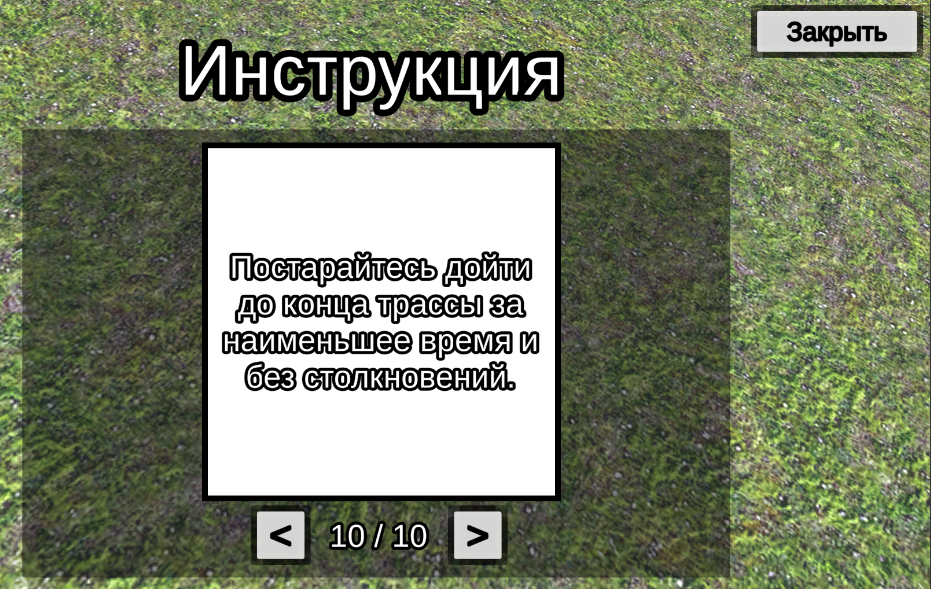 Закрыть
Инструкция
Постарайтесь дойти
до конца трассы за
наименьшее время и
без столкновений.
< 10 / 10 >